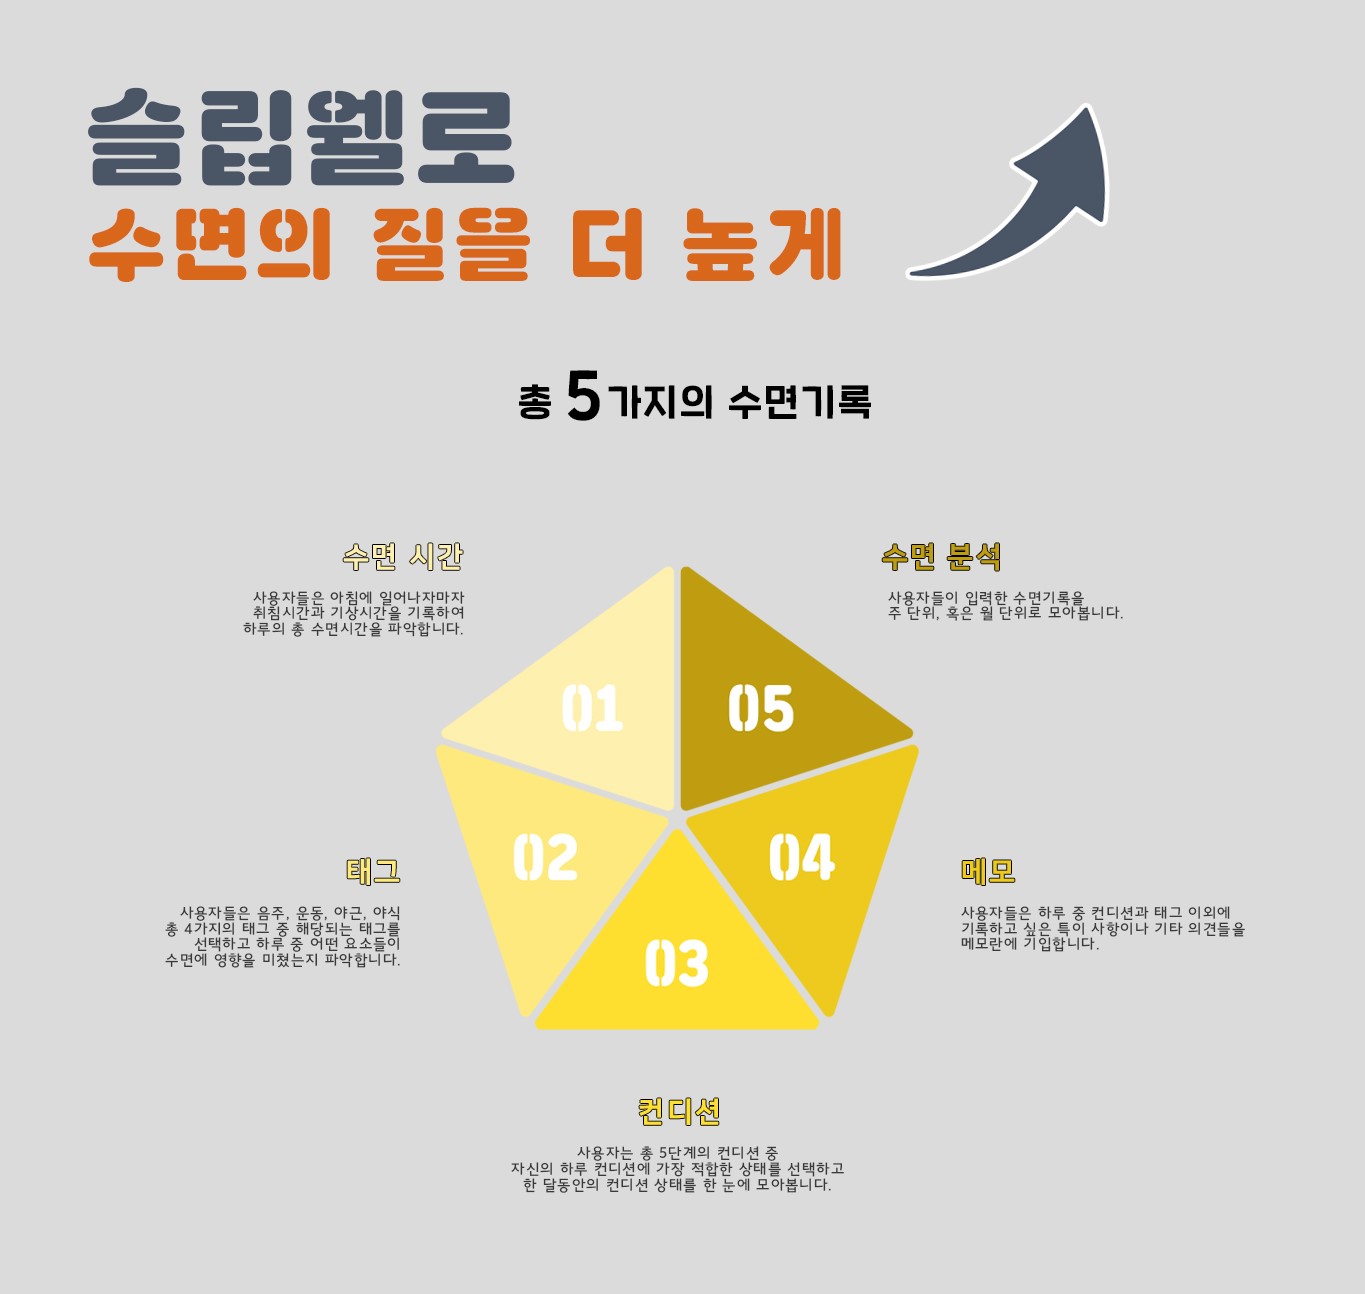 슬립웰로
수면의 질을 더 높게
총 5가지의 수면기록
수면 시간
사용자들은 아침에 일어나자마자
취침시간과 기상시간을 기록하여
하루의 총 수면시간을 파악합니다.
수면 분석
사용자들이 입력한 수면기록을
주 단위, 혹은 월 단위로 모아봅니다.
01
05
02
04
03
태그
사용자들은 음주, 운동, 야근, 야식
총 4가지의 태그 중 해당되는 태그를
선택하고 하루 중 어떤 요소들이
수면에 영향을 미쳤는지 파악합니다.
메모
사용자들은 하루 중 컨디션과 태그 이외에
기록하고 싶은 특이 사항이나 기타 의견들을
메모란에 기입합니다.
컨디션
사용자는 총 5단계의 컨디션 중
자신의 하루 컨디션에 가장 적합한 상태를 선택하고
한 달동안의 컨디션 상태를 한 눈에 모아봅니다.